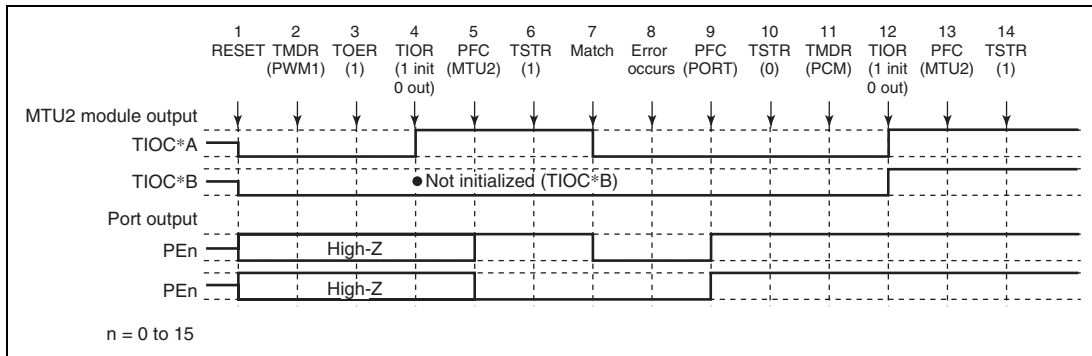 1 2 3 4 5 6 7 8 9 10 11 12 13 14
RESET TMDR TOER TIOR PFC TSTR Match Error PFC TSTR TMDR TIOR PFC TSTR
(PWM1) (1) (1 init (MTU2) (1) occurs (PORT) (0) (PCM) (1 init (MTU2) (1)
0 out) 0 out)
MTU2 module output
TIOC*A
TIOC*B ●Not initialized (TIOC*B)
Port output
PEn High-Z
PEn High-Z
n = 0 to 15